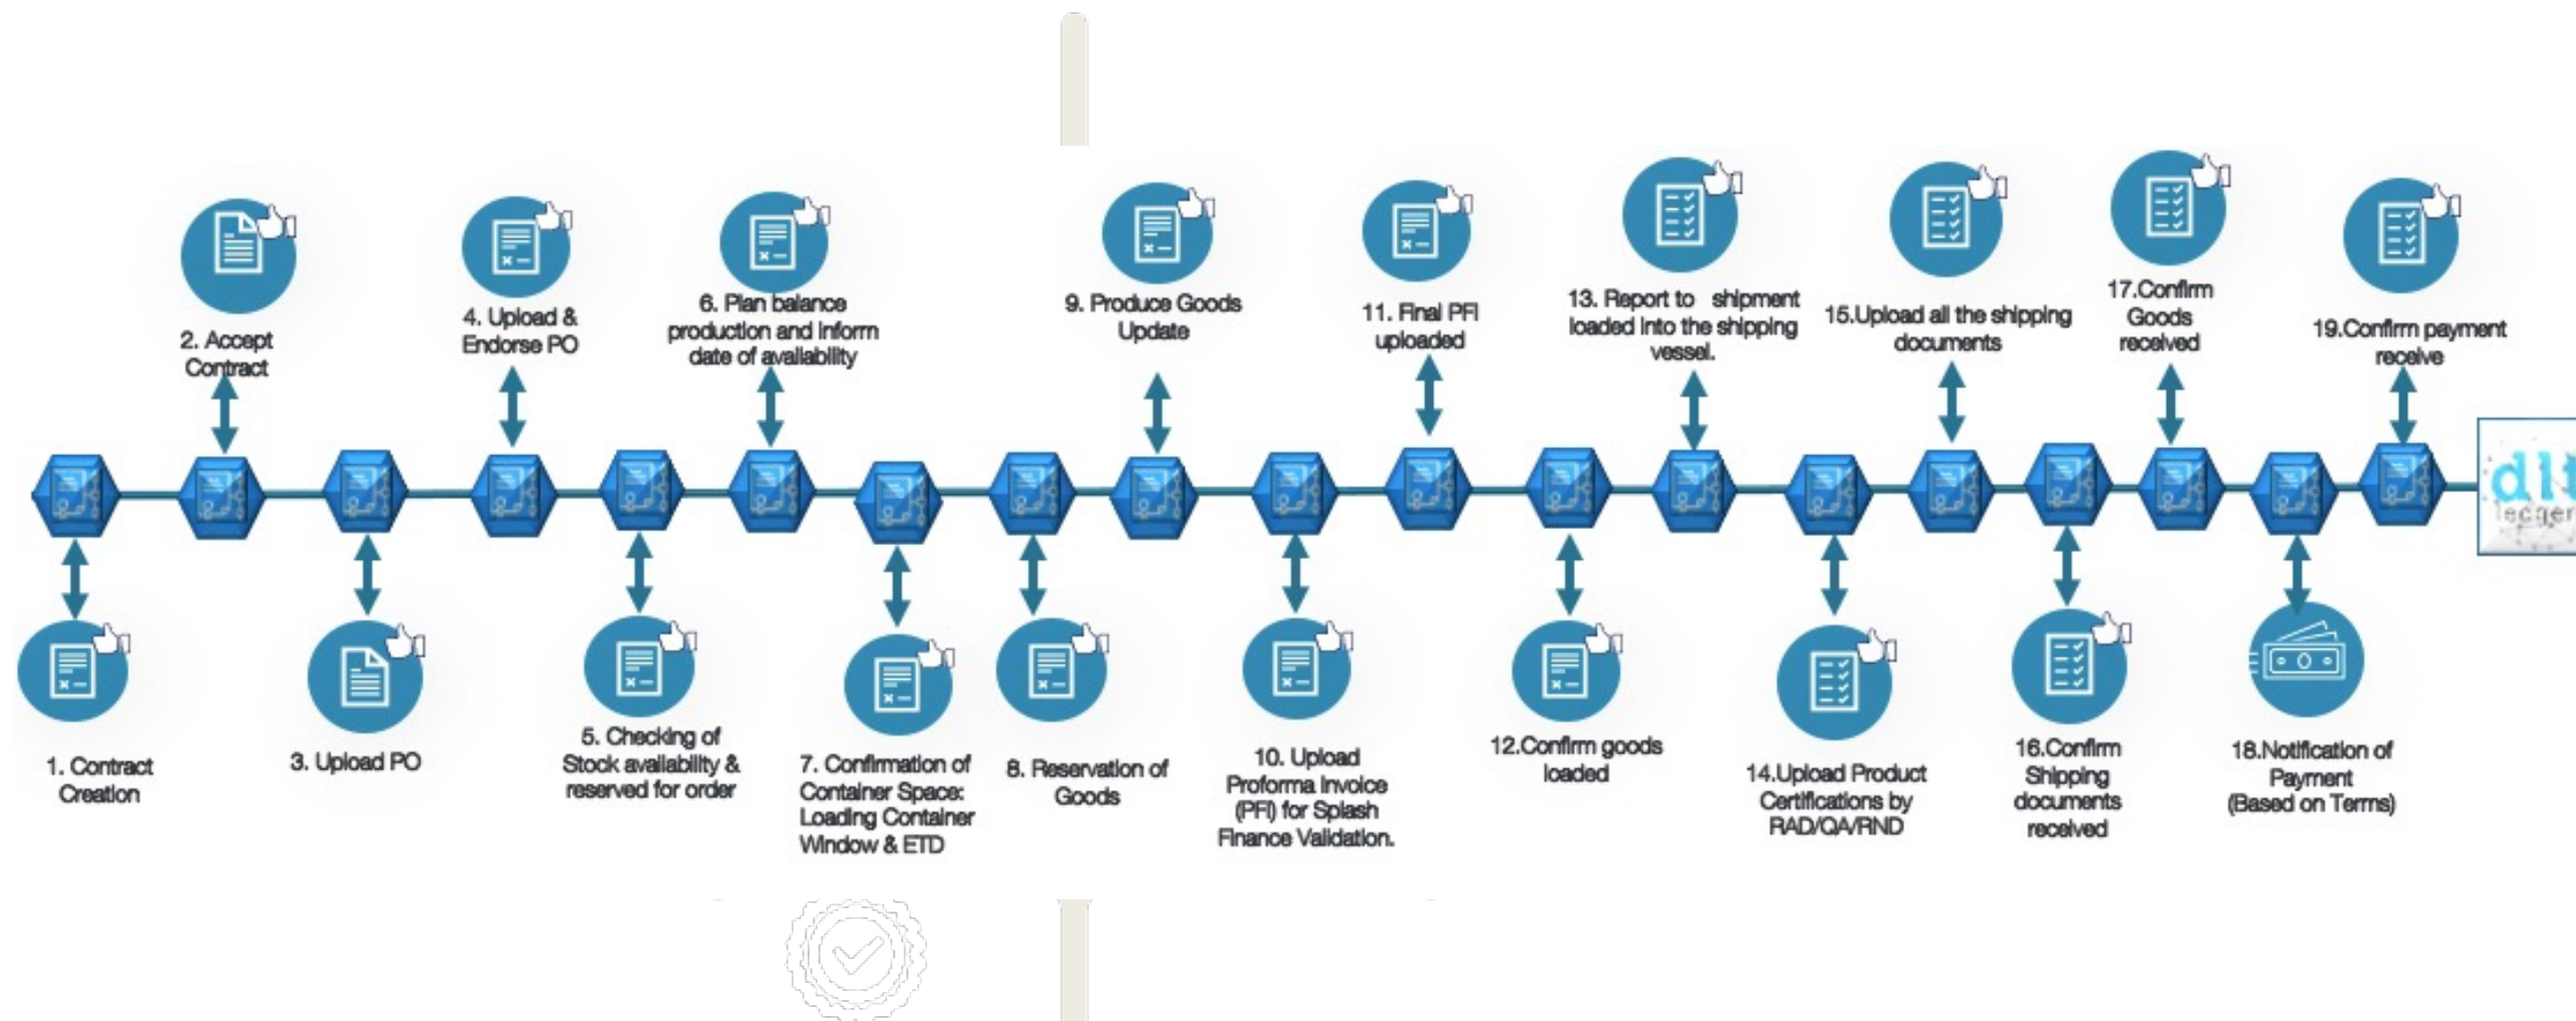 1. Contract
Creation
2. Accept
Contract
3. Upload PO
4. Upload &
Endorse PO
5. Checking of
Stock availability &
reserved for order
6. Plan balance
production and inform
date of availability
7. Confirmation of
Container Space:
Loading Container
Window & ETD
8. Reservation of
Goods
9. Produce Goods
Update
10. Upload
Proforma Invoice
(PFI) for Splash
Finance Validation.
11. Final PFI
uploaded
12.Confirm goods
loaded
13. Report to shipment
loaded into the shipping
vessel.
14.Upload Product
Certifications by
RAD/QA/RND
15.Upload all the shipping
documents
16.Confirm
Shipping
documents
received
17.Confirm
Goods
received
18.Notification of
Payment
(Based on Terms)
19.Confirm payment
receive
ledger